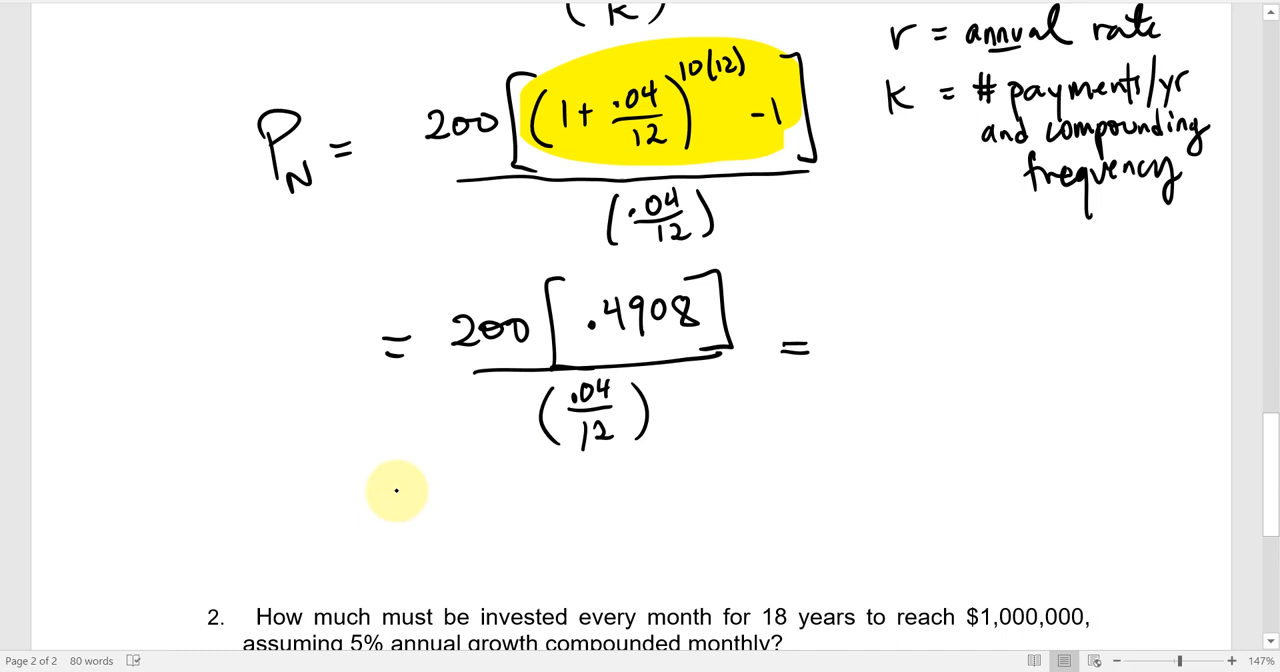 (k)
r = annual rate
k = # payments/yr
and compounding
frequency
P_N = 200[(1 + .04/12)^10(12) - 1] / (.04/12)
= 200[.4908] / (.04/12) =
2. How much must be invested every month for 18 years to reach $1,000,000,
assuming 5% annual growth compounded monthly?
Page 2 of 2 80 words 147%